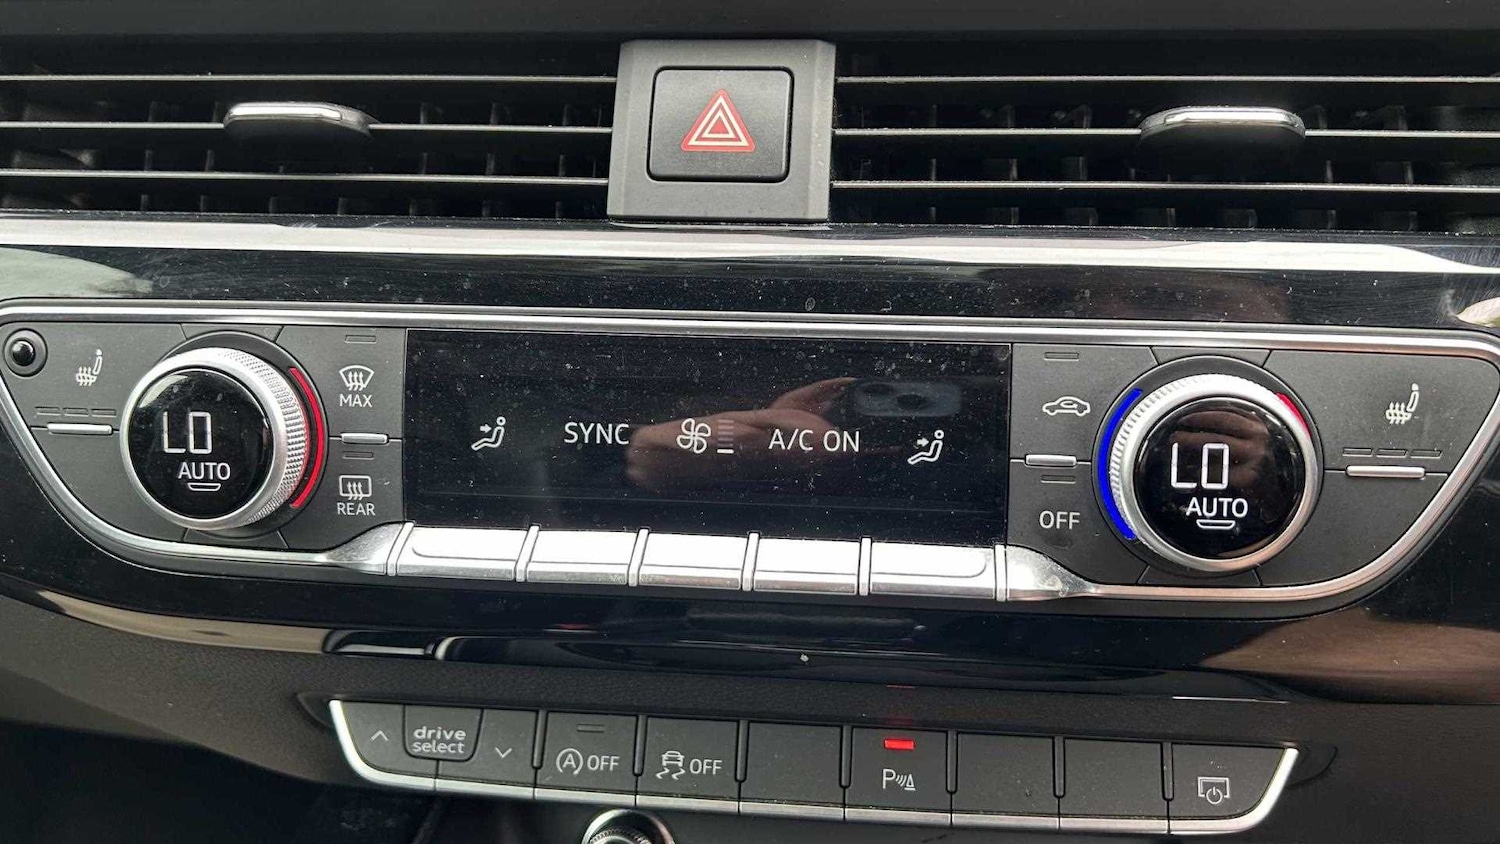 LO
AUTO
MAX
REAR
SYNC
A/C ON
OFF
LO
AUTO
drive
select
A OFF
OFF
P